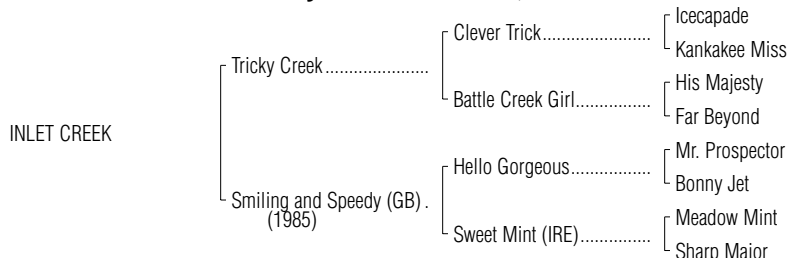 Icecapade
Clever Trick.......................
Kankakee Miss
Tricky Creek......................
His Majesty
Battle Creek Girl................
Far Beyond
INLET CREEK
Mr. Prospector
Hello Gorgeous.................
Bonny Jet
Smiling and Speedy (GB) .
(1985)
Meadow Mint
Sweet Mint (IRE)...............
Sharp Major